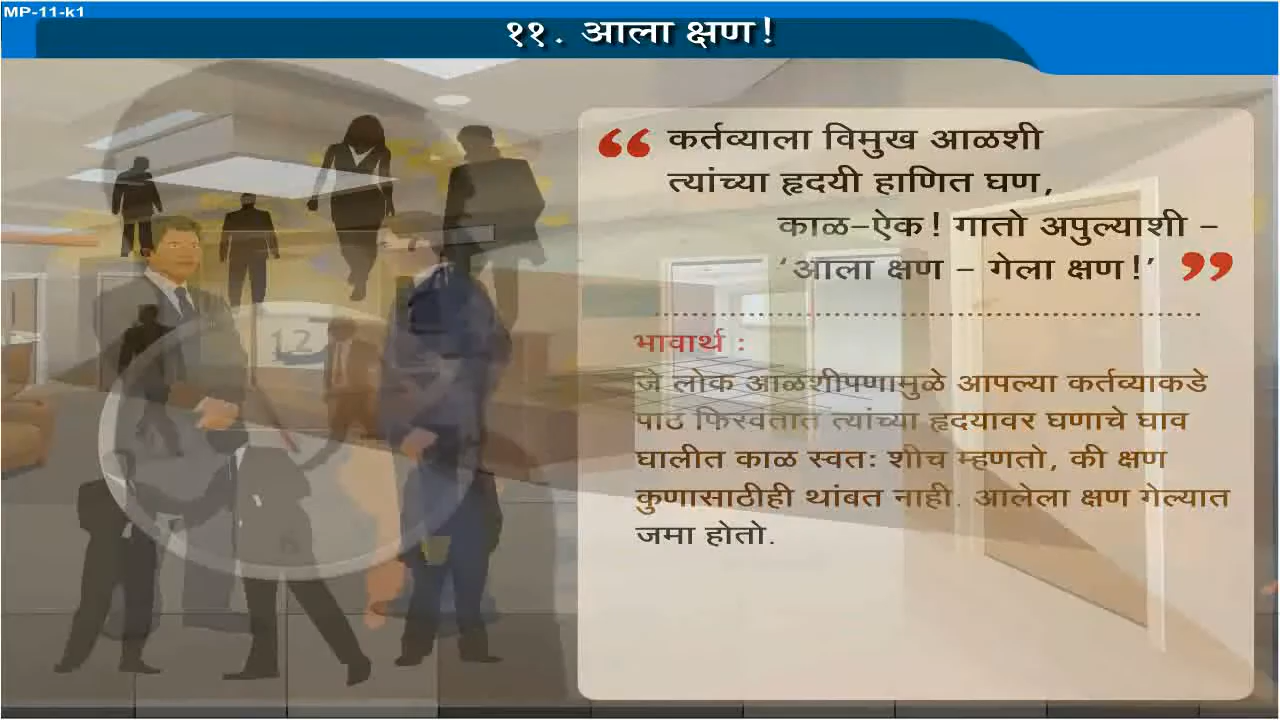 MP-11-k1
११. आला क्षण!
“ कर्तव्याला विमुख आळशी
त्यांच्या हृदयी हाणित घण,
काळ-ऐक! गातो अपुल्याशी -
‘आला क्षण - गेला क्षण!’ ”
भावार्थ :
जे लोक आळशीपणामुळे आपल्या कर्तव्याकडे
पाठ फिरवतात त्यांच्या हृदयावर घणाचे घाव
घालीत काळ स्वतः शीच म्हणतो, की क्षण
कुणासाठीही थांबत नाही. आलेला क्षण गेल्यात
जमा होतो.
12